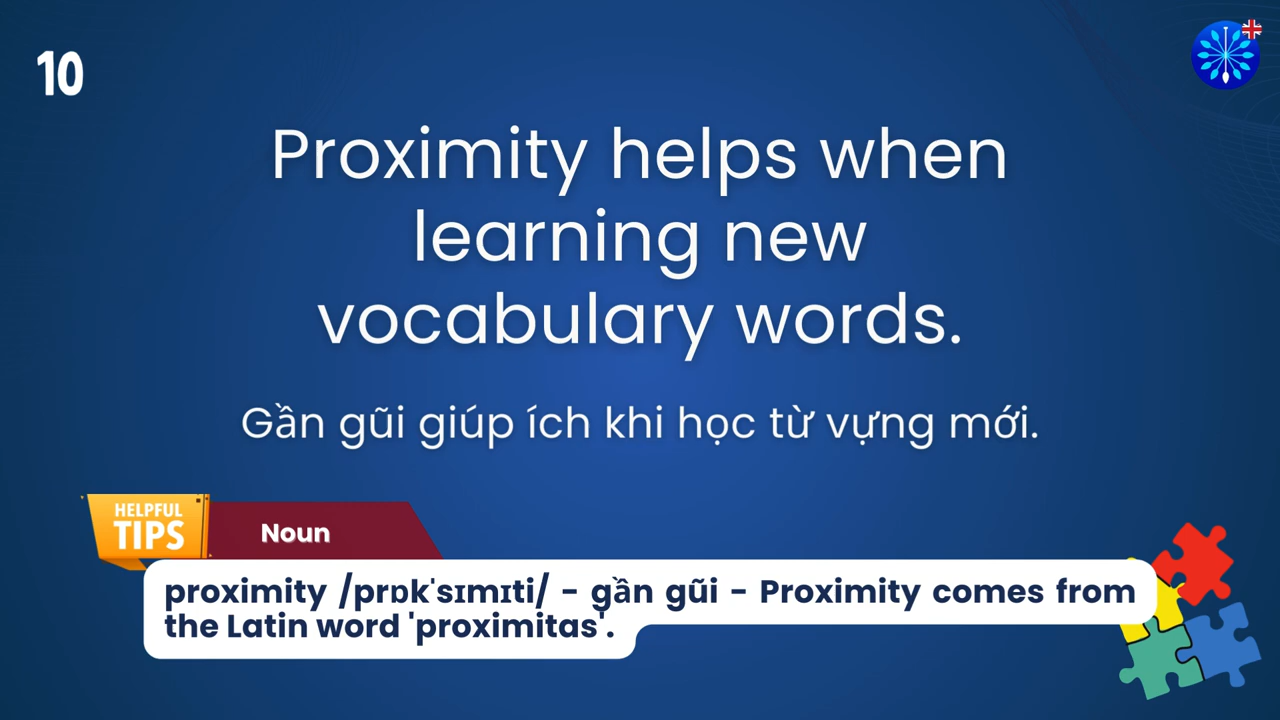 10
Proximity helps when
learning new
vocabulary words.
Gần gũi giúp ích khi học từ vựng mới.
HELPFUL
TIPS
Noun
proximity /prɒkˈsɪmɪti/ - gần gũi - Proximity comes from
the Latin word 'proximitas'.